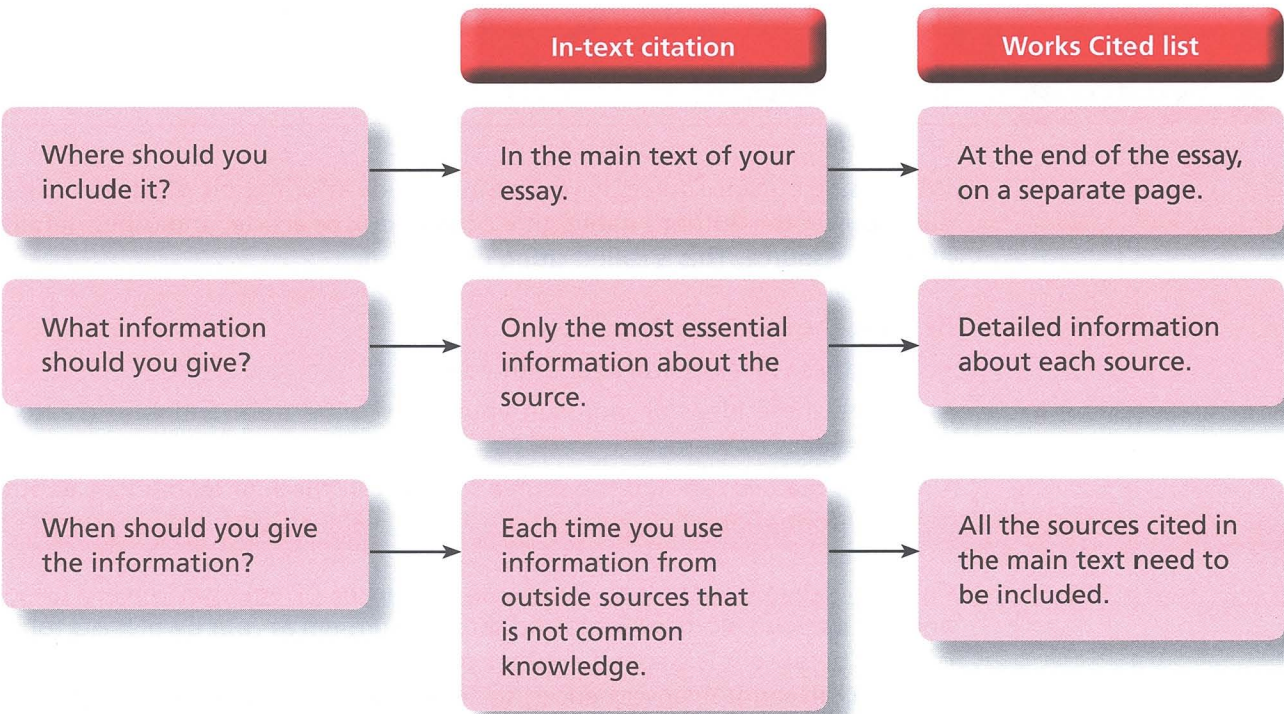 In-text citation
Works Cited list
Where should you
include it?
In the main text of your
essay.
At the end of the essay,
on a separate page.
What information
should you give?
Only the most essential
information about the
source.
Detailed information
about each source.
When should you give
the information?
Each time you use
information from
outside sources that
is not common
knowledge.
All the sources cited in
the main text need to
be included.